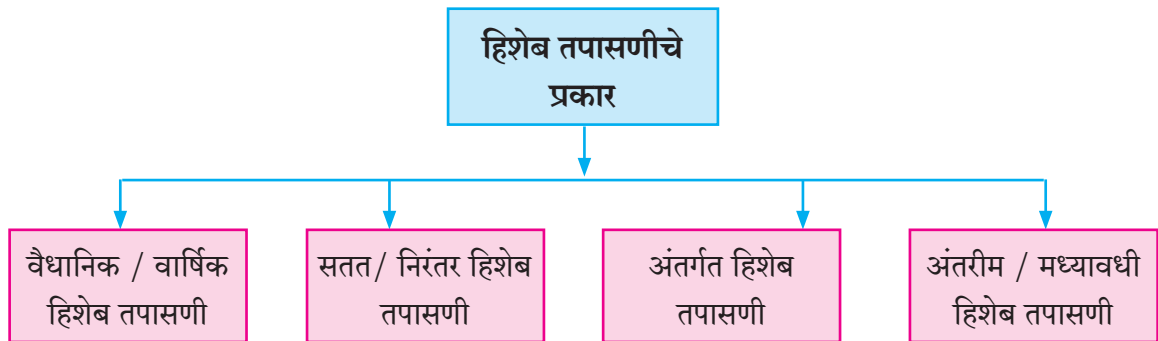 हिशेब तपासणीचे
प्रकार
वैधानिक / वार्षिक
हिशेब तपासणी
सतत/ निरंतर हिशेब
तपासणी
अंतर्गत हिशेब
तपासणी
अंतरीम / मध्यावधी
हिशेब तपासणी